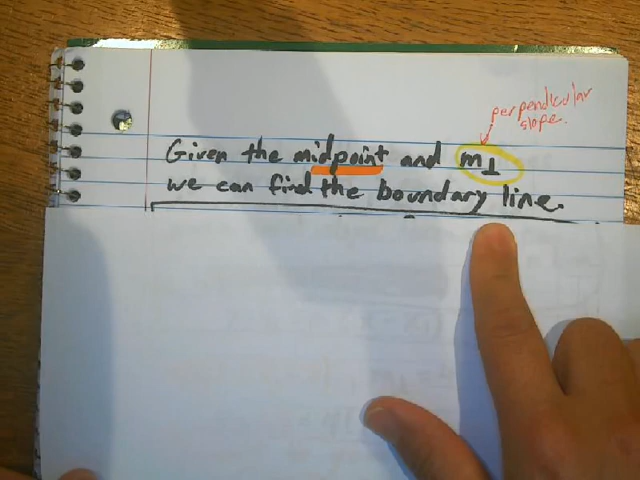 perpendicular
slope.
Given the midpoint and m⊥
we can find the boundary line.